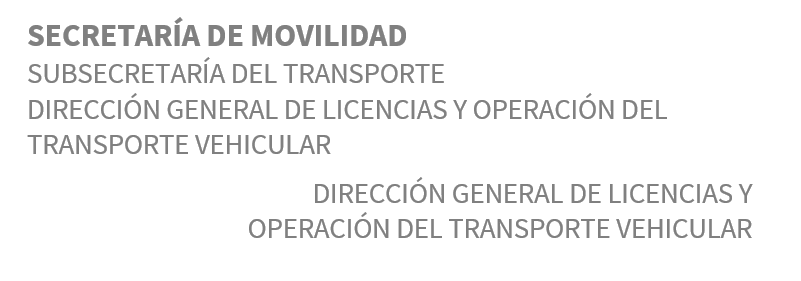 SECRETARÍA DE MOVILIDAD
SUBSECRETARÍA DEL TRANSPORTE
DIRECCIÓN GENERAL DE LICENCIAS Y OPERACIÓN DEL
TRANSPORTE VEHICULAR
DIRECCIÓN GENERAL DE LICENCIAS Y
OPERACIÓN DEL TRANSPORTE VEHICULAR